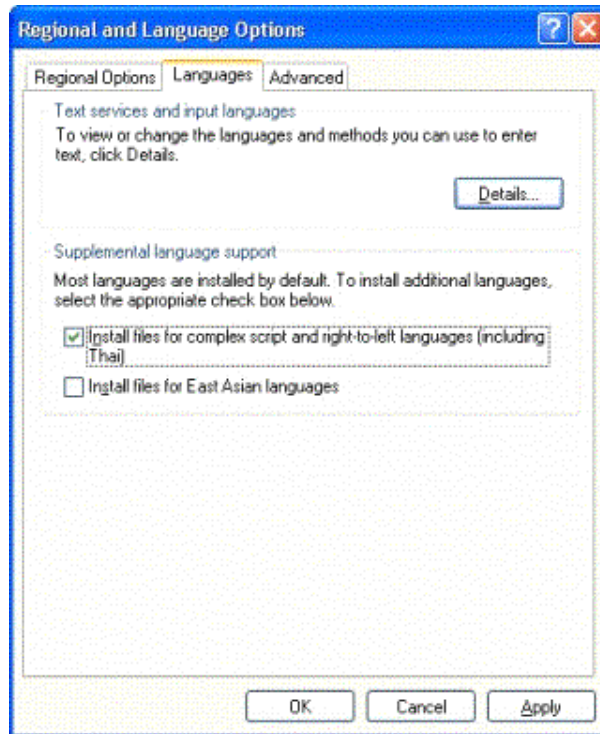 Regional and Language Options
Regional Options Languages Advanced
Text services and input languages
To view or change the languages and methods you can use to enter
text, click Details.
Details...
Supplemental language support
Most languages are installed by default. To install additional languages,
select the appropriate check box below.
Install files for complex script and right-to-left languages (including
Thai)
Install files for East Asian languages
OK Cancel Apply